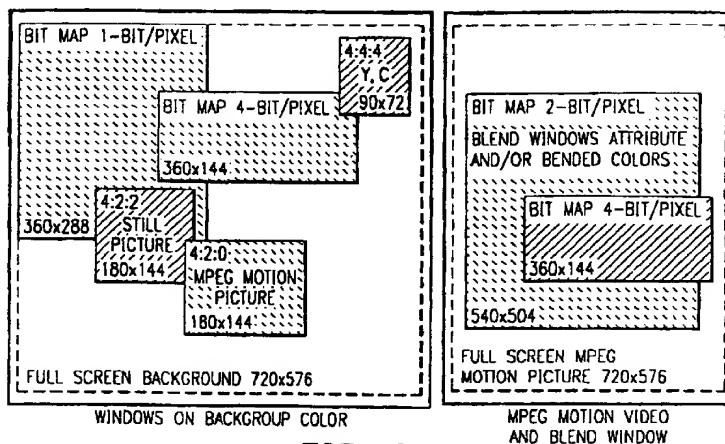 BIT MAP 1-BIT/PIXEL
4:4:4
Y, C
90x72
BIT MAP 4-BIT/PIXEL
360x144
360x288
4:2:2
STILL
PICTURE
180x144
4:2:0
MPEG MOTION
PICTURE
180x144
FULL SCREEN BACKGROUND 720x576
WINDOWS ON BACKGROUP COLOR
BIT MAP 2-BIT/PIXEL
BLEND WINDOWS ATTRIBUTE
AND/OR BENDED COLORS
BIT MAP 4-BIT/PIXEL
360x144
540x504
FULL SCREEN MPEG
MOTION PICTURE 720x576
MPEG MOTION VIDEO
AND BLEND WINDOW